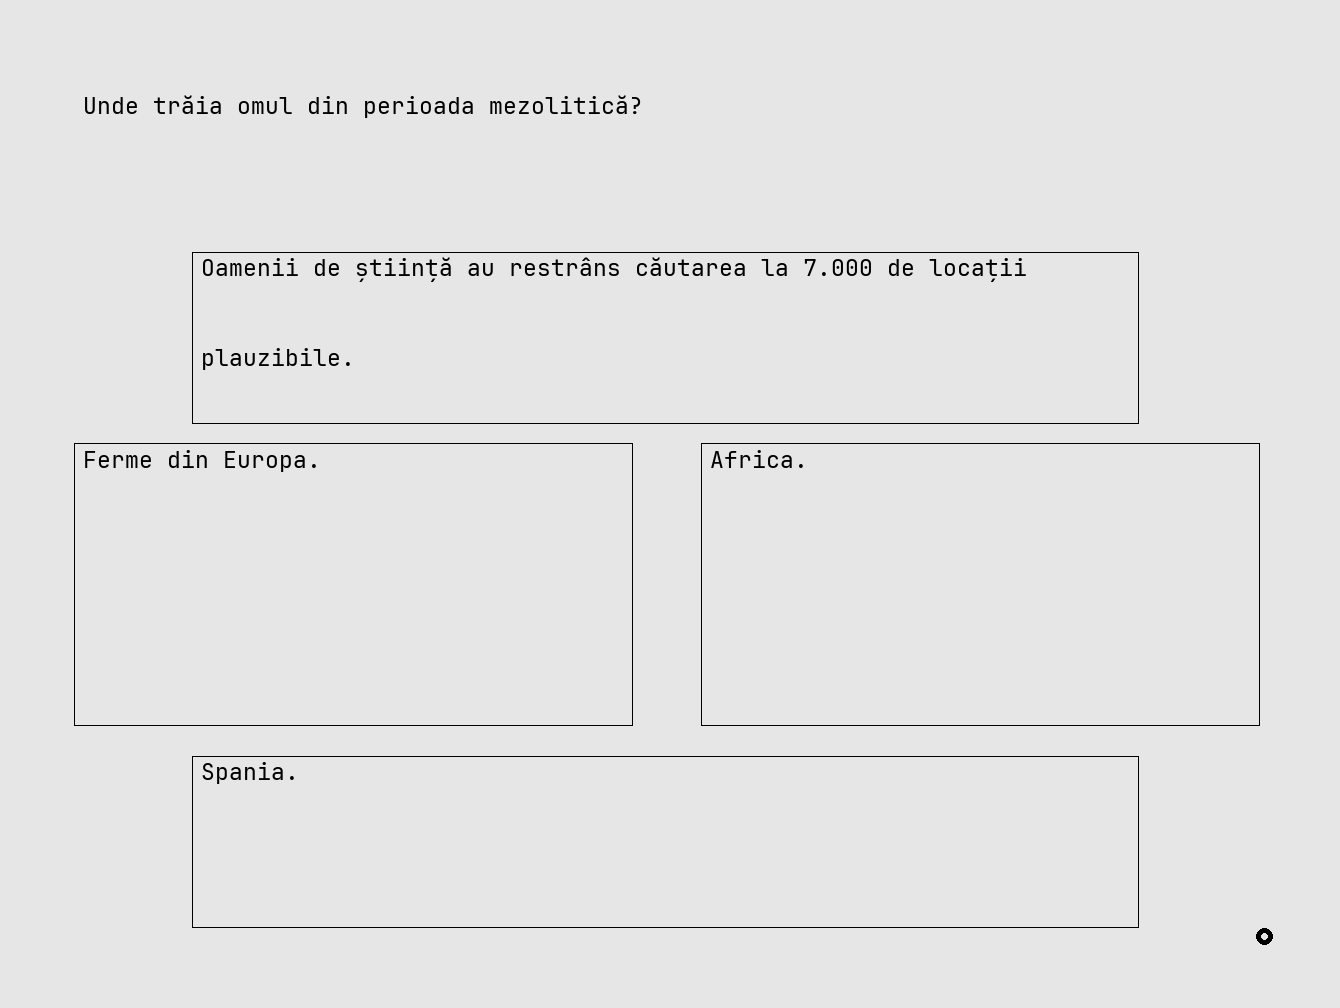 Unde trăia omul din perioada mezolitică?
Oamenii de știință au restrâns căutarea la 7.000 de locații
plauzibile.
Ferme din Europa.
Africa.
Spania.